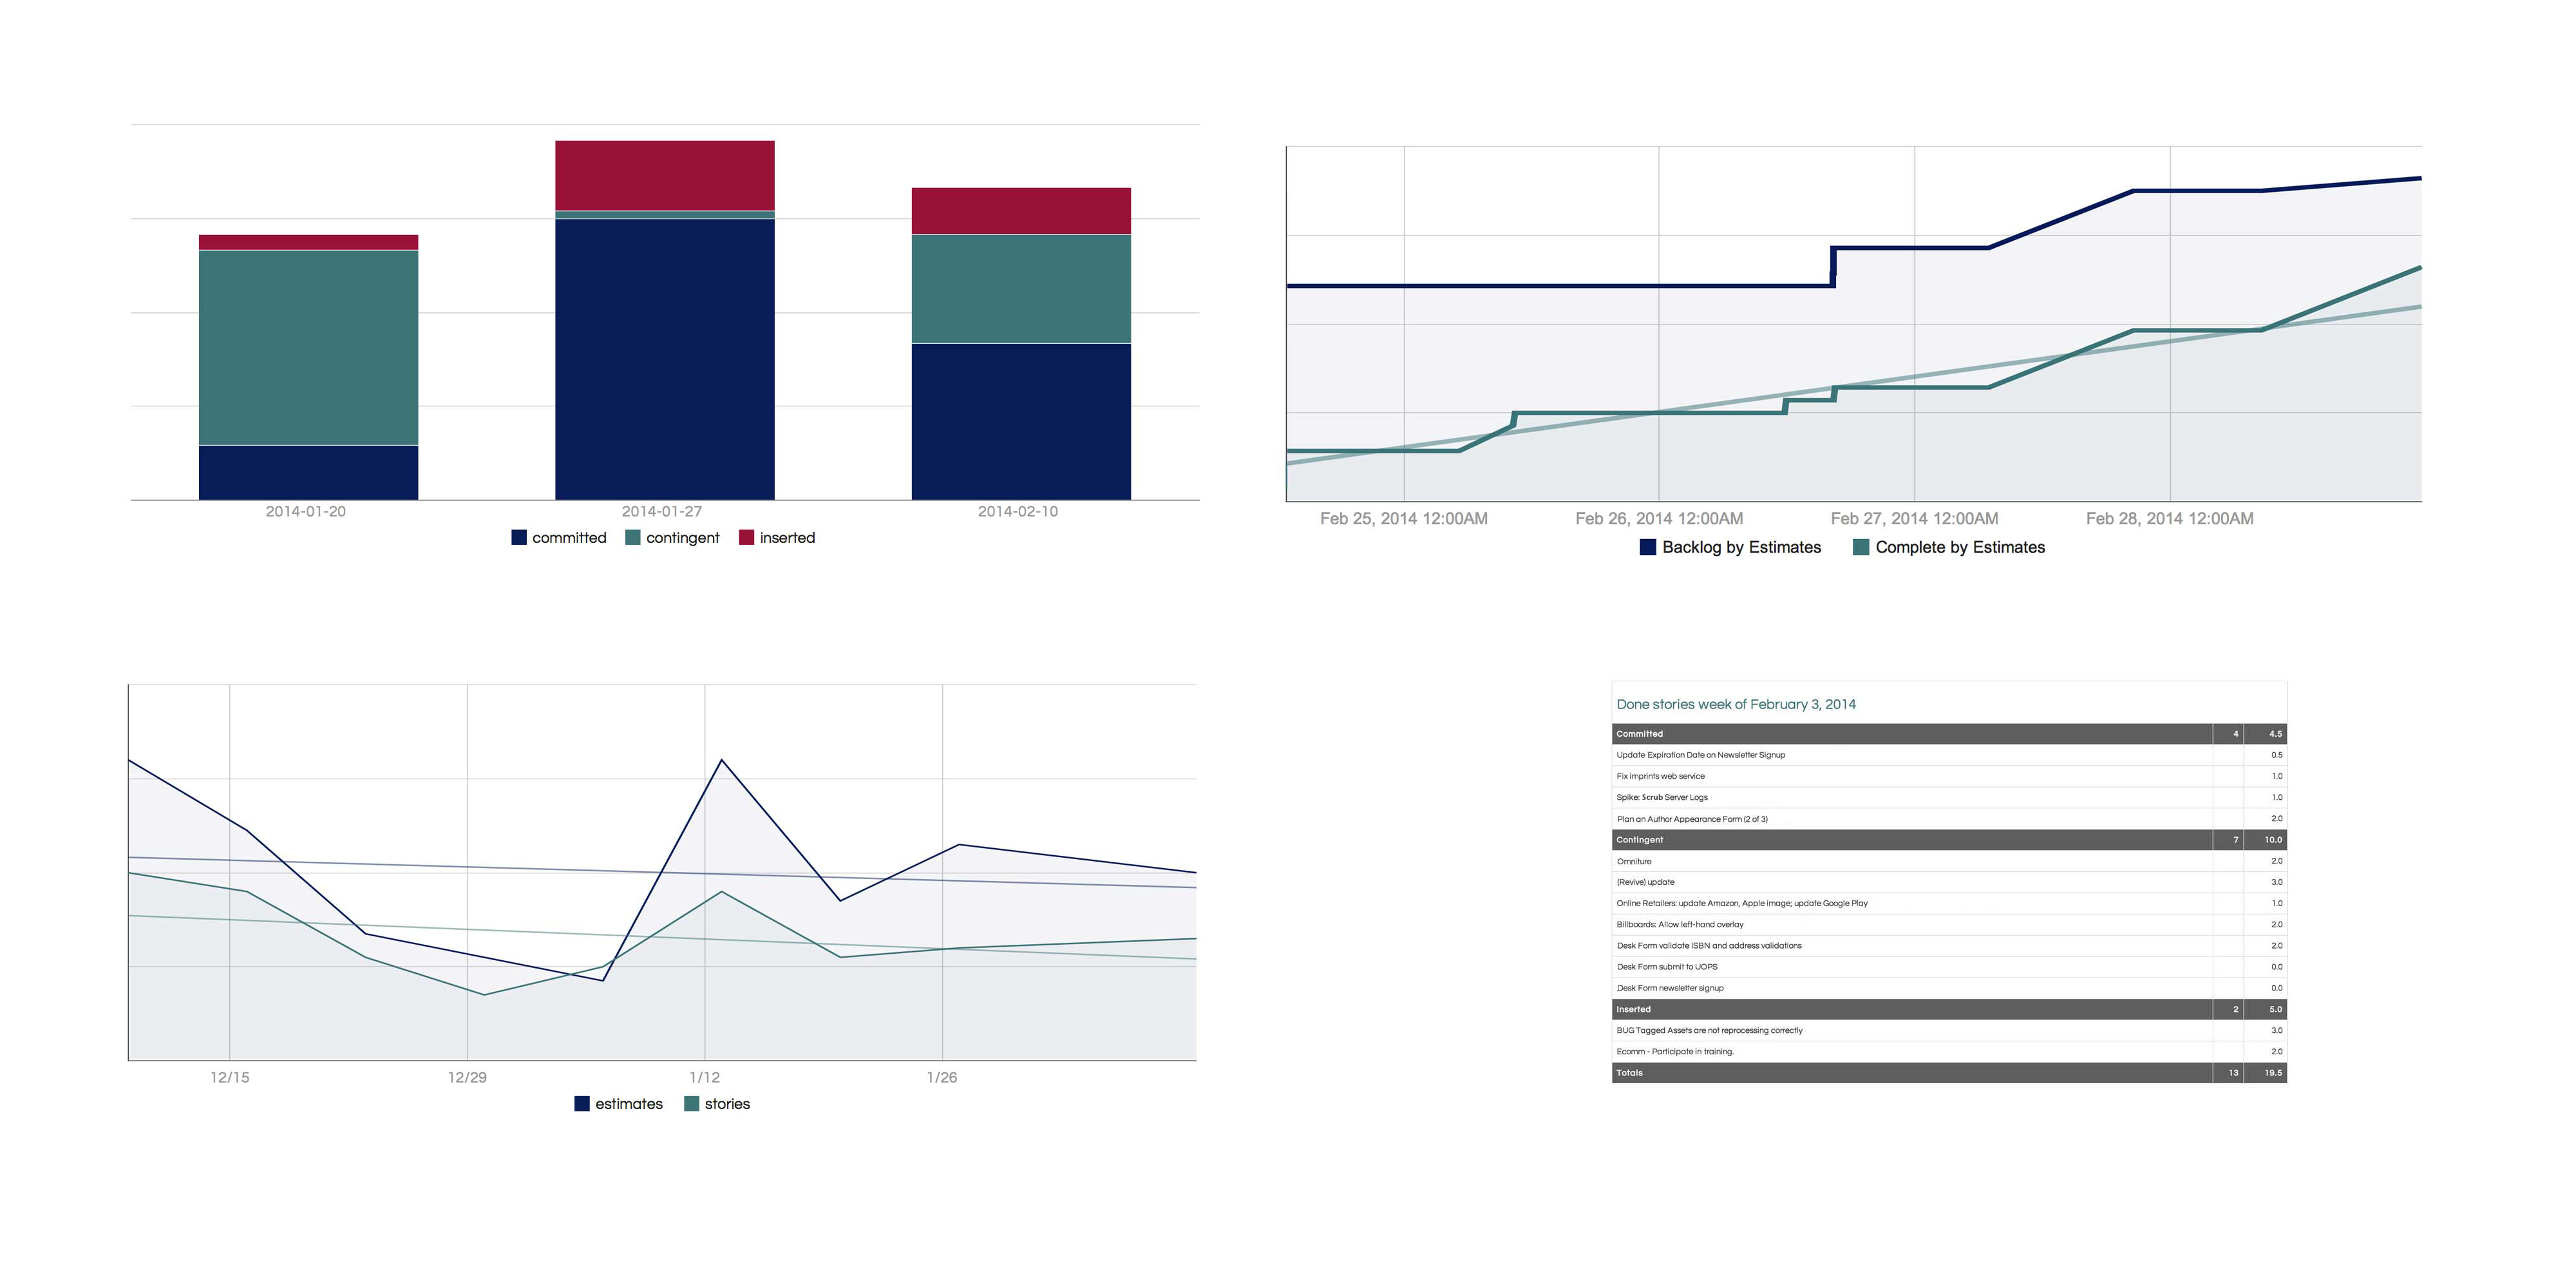 2014-01-20 2014-01-27 2014-02-10
committed contingent inserted
Feb 25, 2014 12:00AM Feb 26, 2014 12:00AM Feb 27, 2014 12:00AM Feb 28, 2014 12:00AM
Backlog by Estimates Complete by Estimates
12/15 12/29 1/12 1/26
estimates stories
Done stories week of February 3, 2014
Committed 4 4.5
Update Expiration Date on Newsletter Signup 0.5
Fix imprints web service 1.0
Spike: Scrub Server Logs 1.0
Plan an Author Appearance Form (2 of 3) 2.0
Contingent 7 10.0
Omniture 2.0
(Revive) update 3.0
Online Retailers: update Amazon, Apple image; update Google Play 1.0
Billboards: Allow left-hand overlay 2.0
Desk Form validate ISBN and address validations 2.0
Desk Form submit to UOPS 0.0
Desk Form newsletter signup 0.0
Inserted 2 5.0
BUG Tagged Assets are not reprocessing correctly 3.0
Ecomm - Participate in training. 2.0
Totals 13 19.5